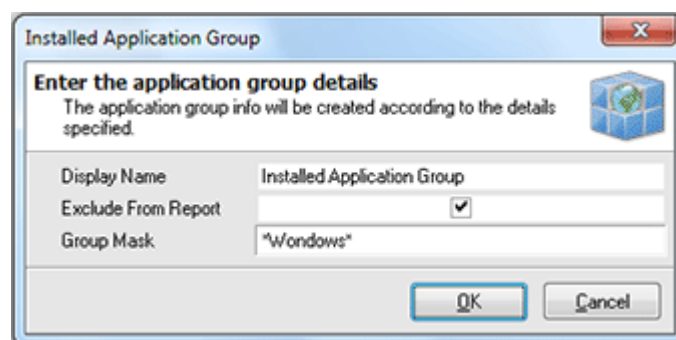 Installed Application Group
Enter the application group details
The application group info will be created according to the details
specified.
Display Name Installed Application Group
Exclude From Report
Group Mask *Wondows*
OK Cancel